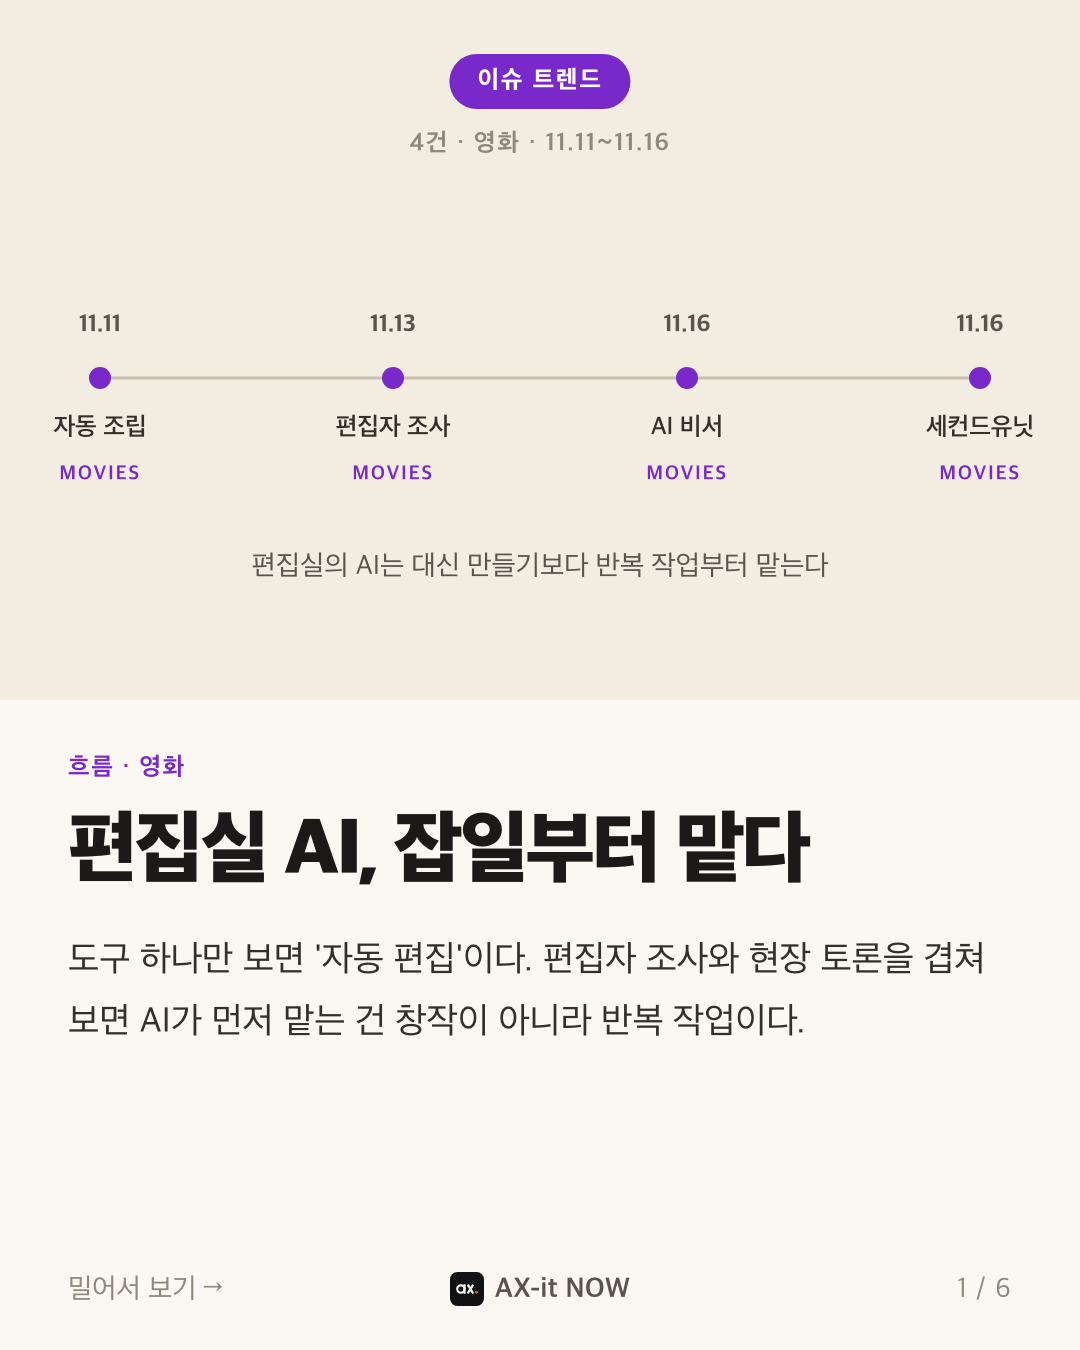 이슈 트렌드
4건 · 영화 · 11.11~11.16
11.11 11.13 11.16 11.16
자동 조립 편집자 조사 AI 비서 세컨드유닛
MOVIES MOVIES MOVIES MOVIES
편집실의 AI는 대신 만들기보다 반복 작업부터 맡는다
흐름 · 영화
편집실 AI, 잡일부터 맡다
도구 하나만 보면 '자동 편집'이다. 편집자 조사와 현장 토론을 겹쳐
보면 AI가 먼저 맡는 건 창작이 아니라 반복 작업이다.
밀어서 보기 → ax. AX-it NOW 1 / 6